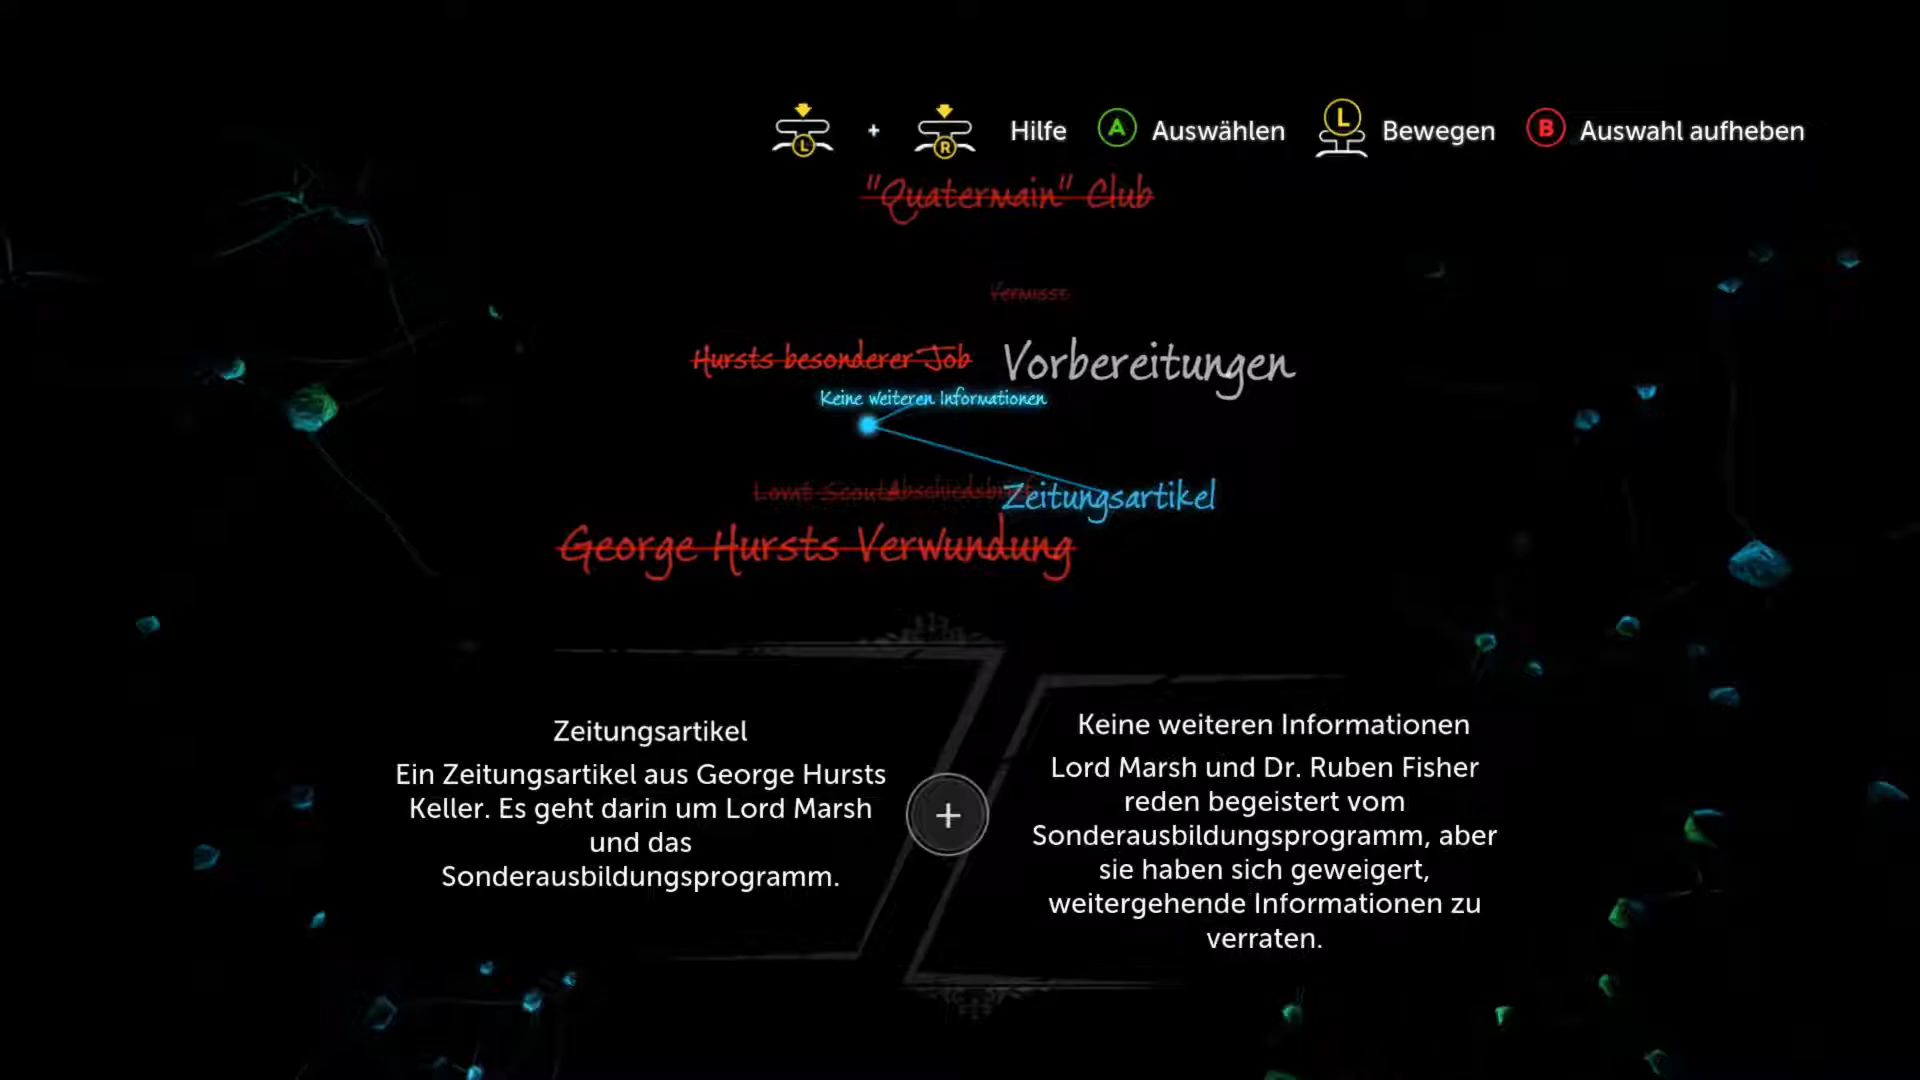 L + R Hilfe A Auswählen L Bewegen B Auswahl aufheben
"Quatermain" Club
Vermisst
Hursts besonderer Job
Vorbereitungen
Keine weiteren Informationen
Zeitungsartikel
George Hursts Verwundung
Zeitungsartikel
Ein Zeitungsartikel aus George Hursts
Keller. Es geht darin um Lord Marsh
und das
Sonderausbildungsprogramm.
+
Keine weiteren Informationen
Lord Marsh und Dr. Ruben Fisher
reden begeistert vom
Sonderausbildungsprogramm, aber
sie haben sich geweigert,
weitergehende Informationen zu
verraten.